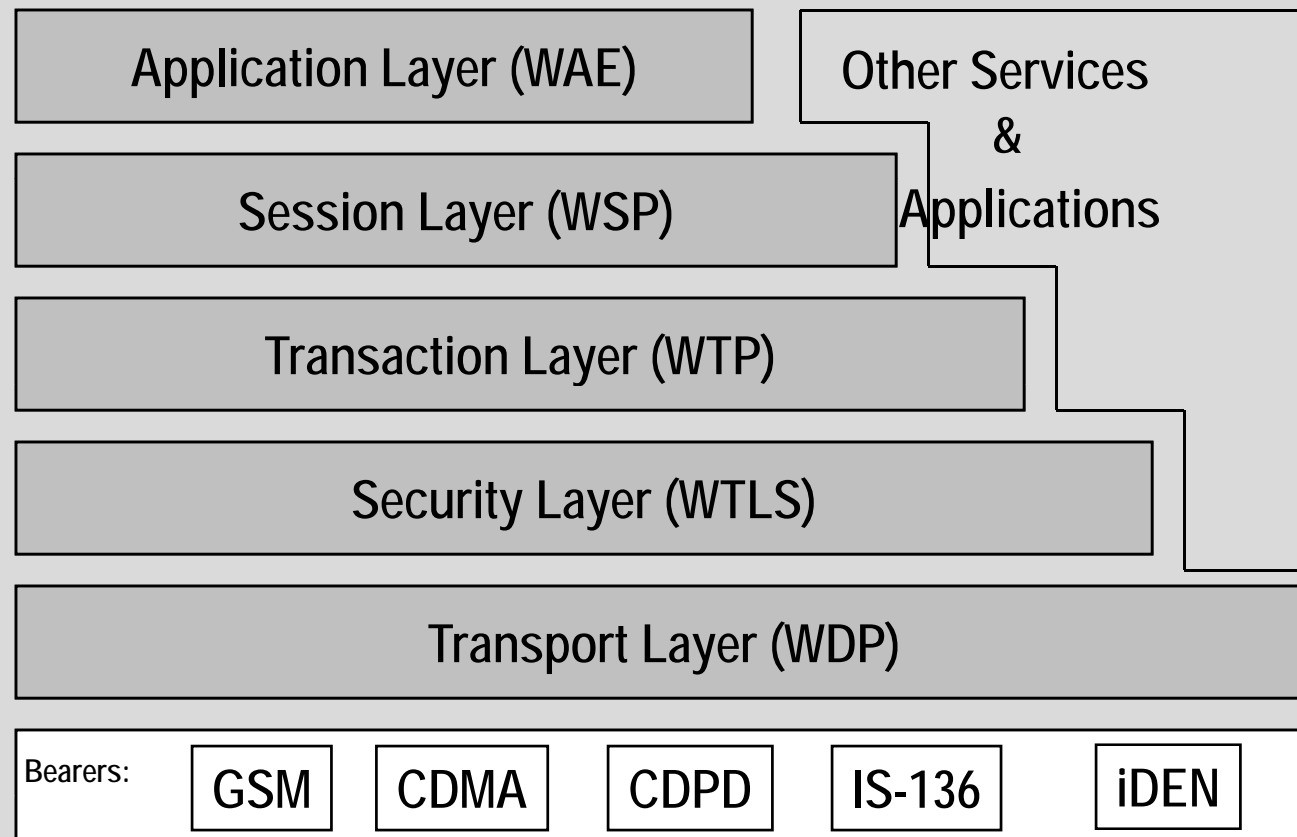 Application Layer (WAE)
Other Services
&
Applications
Session Layer (WSP)
Transaction Layer (WTP)
Security Layer (WTLS)
Transport Layer (WDP)
Bearers:
GSM
CDMA
CDPD
IS-136
iDEN